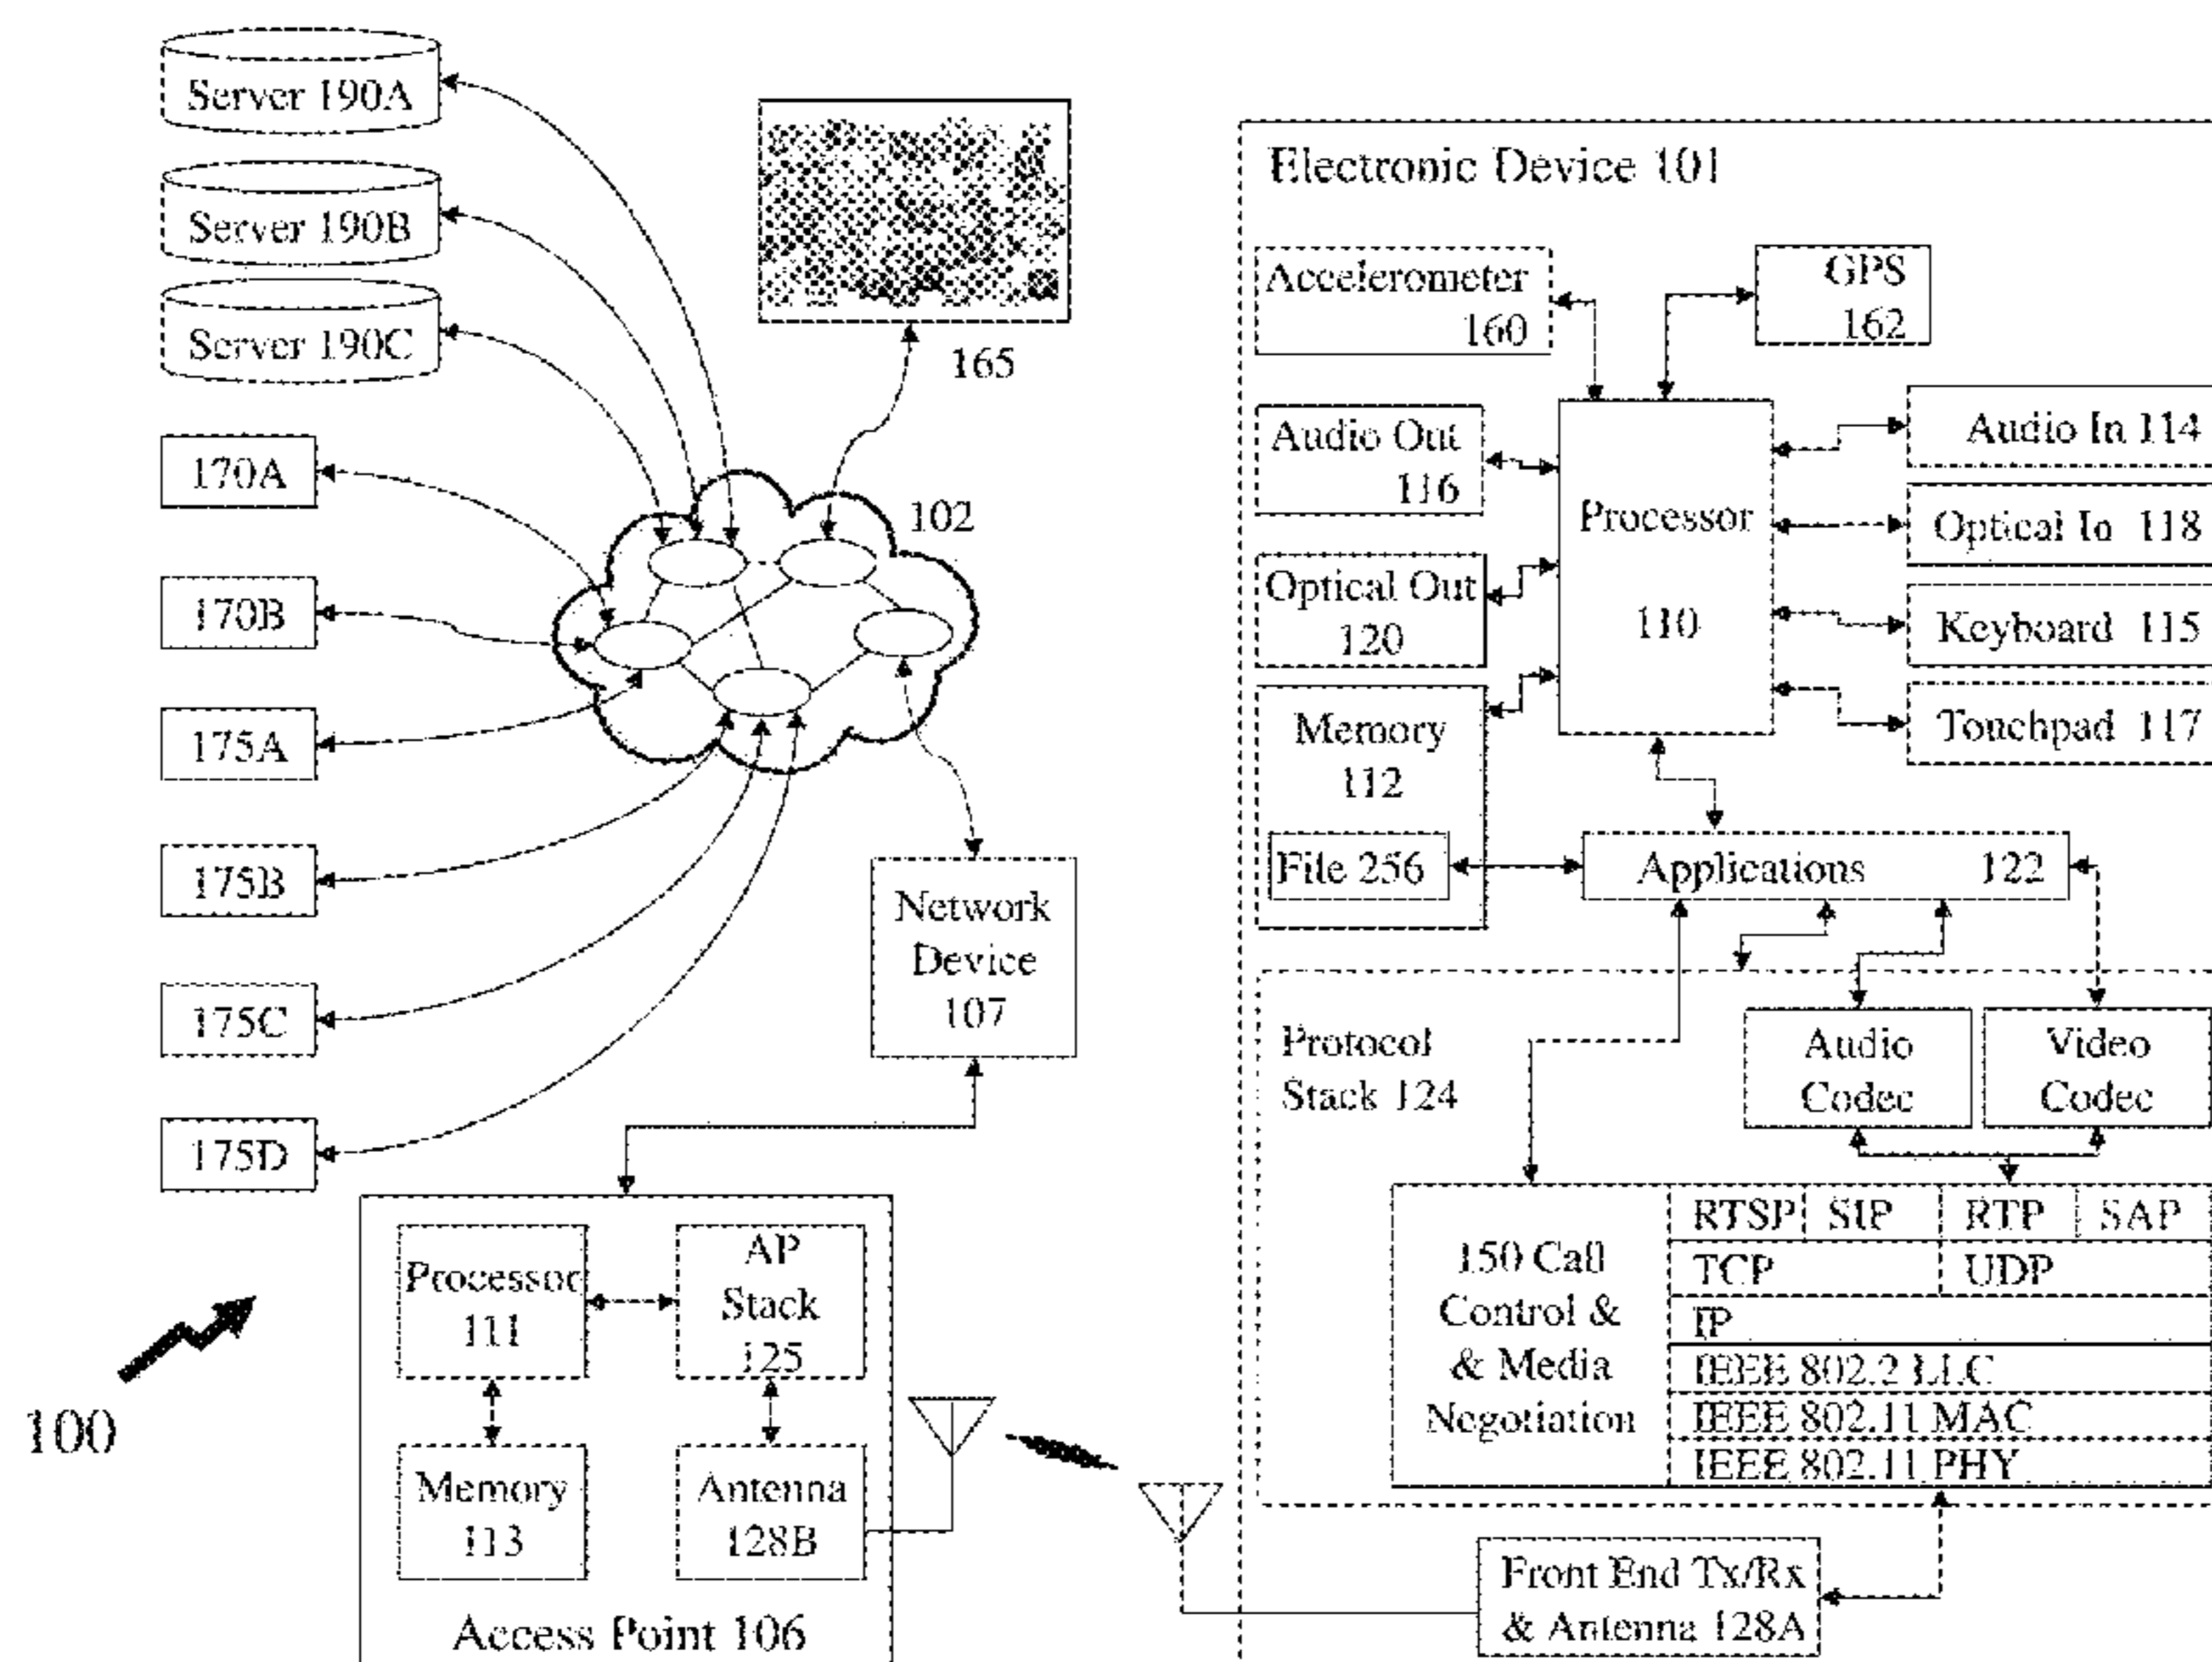 Server 190A
Server 190B
Server 190C
165
170A
170B
175A
175B
175C
175D
102
Network
Device
107
Processor
111
AP
Stack
125
Memory
113
Antenna
128B
Access Point 106
100
Electronic Device 101
Accelerometer
160
GPS
162
Audio Out
116
Optical Out
120
Memory
112
File 256
Processor
110
Audio In 114
Optical In 118
Keyboard 115
Touchpad 117
Applications 122
Protocol
Stack 124
Audio
Codec
Video
Codec
150 Call
Control &
& Media
Negotiation
RTSP SIP RTP SAP
TCP UDP
IP
IEEE 802.2 LLC
IEEE 802.11 MAC
IEEE 802.11 PHY
Front End Tx/Rx
& Antenna 128A